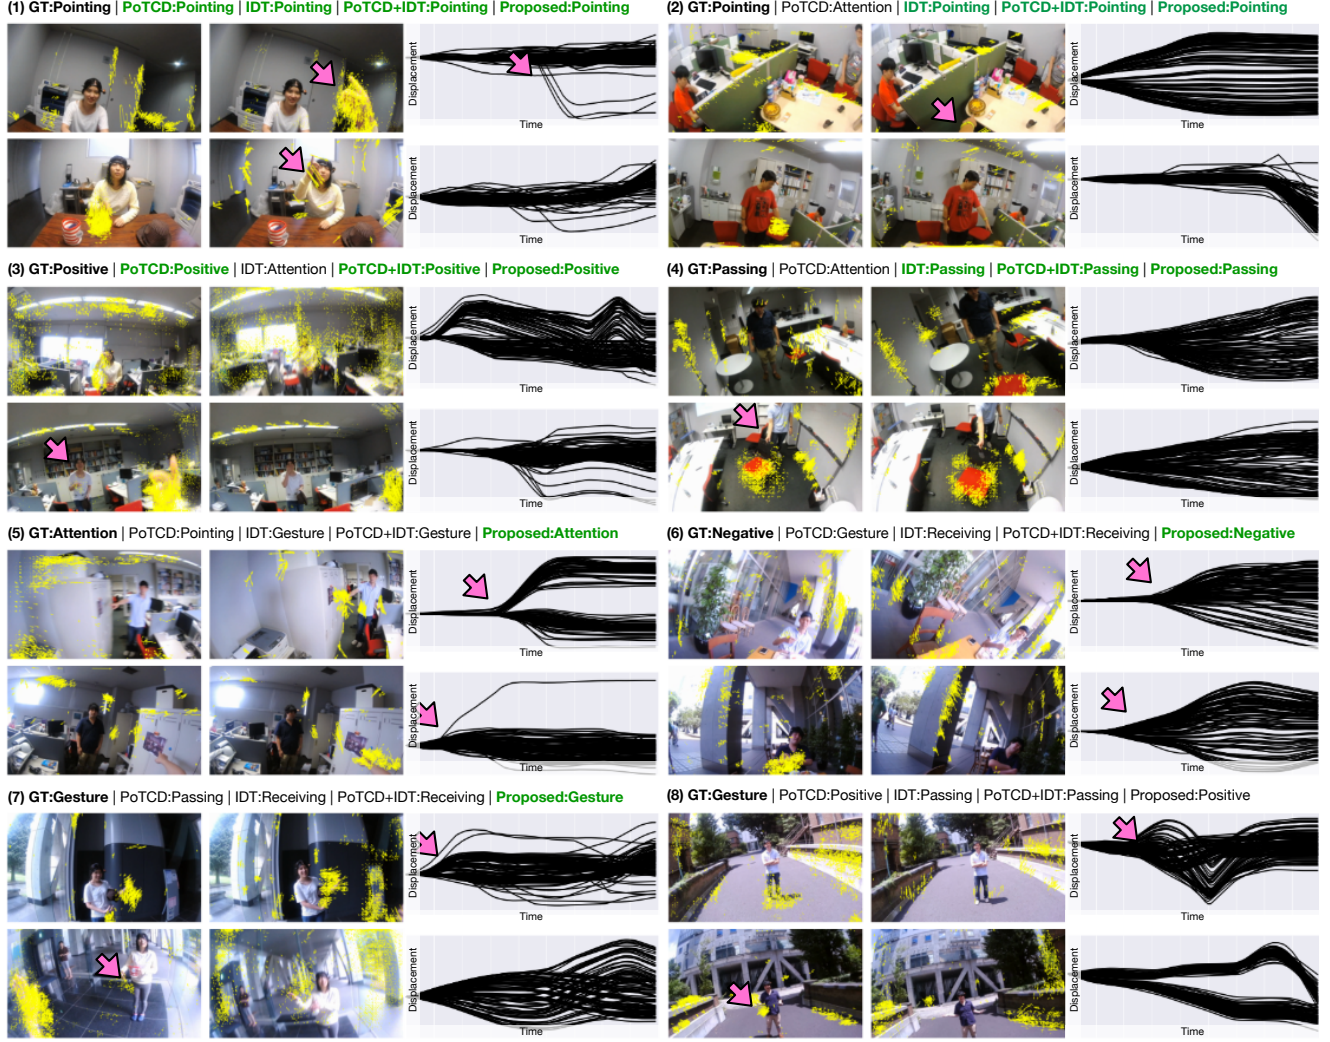 (1) GT:Pointing | PoTCD:Pointing | IDT:Pointing | PoTCD+IDT:Pointing | Proposed:Pointing
Displacement
Time
Displacement
Time
(2) GT:Pointing | PoTCD:Attention | IDT:Pointing | PoTCD+IDT:Pointing | Proposed:Pointing
Displacement
Time
Displacement
Time
(3) GT:Positive | PoTCD:Positive | IDT:Attention | PoTCD+IDT:Positive | Proposed:Positive
Displacement
Time
Displacement
Time
(4) GT:Passing | PoTCD:Attention | IDT:Passing | PoTCD+IDT:Passing | Proposed:Passing
Displacement
Time
Displacement
Time
(5) GT:Attention | PoTCD:Pointing | IDT:Gesture | PoTCD+IDT:Gesture | Proposed:Attention
Displacement
Time
Displacement
Time
(6) GT:Negative | PoTCD:Gesture | IDT:Receiving | PoTCD+IDT:Receiving | Proposed:Negative
Displacement
Time
Displacement
Time
(7) GT:Gesture | PoTCD:Passing | IDT:Receiving | PoTCD+IDT:Receiving | Proposed:Gesture
Displacement
Time
Displacement
Time
(8) GT:Gesture | PoTCD:Positive | IDT:Passing | PoTCD+IDT:Passing | Proposed:Positive
Displacement
Time
Displacement
Time